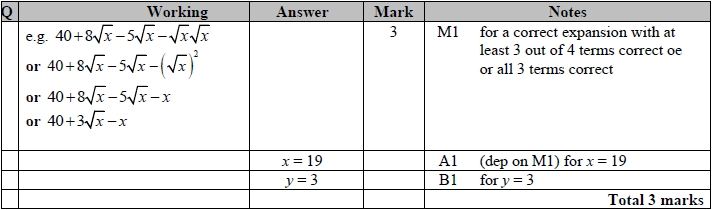 Q Working Answer Mark Notes
e.g. 40+8√x−5√x−√x√x 3 M1 for a correct expansion with at
or 40+8√x−5√x−(√x)² least 3 out of 4 terms correct oe
or all 3 terms correct
or 40+8√x−5√x−x
or 40+3√x−x
x = 19 A1 (dep on M1) for x = 19
y = 3 B1 for y = 3
Total 3 marks